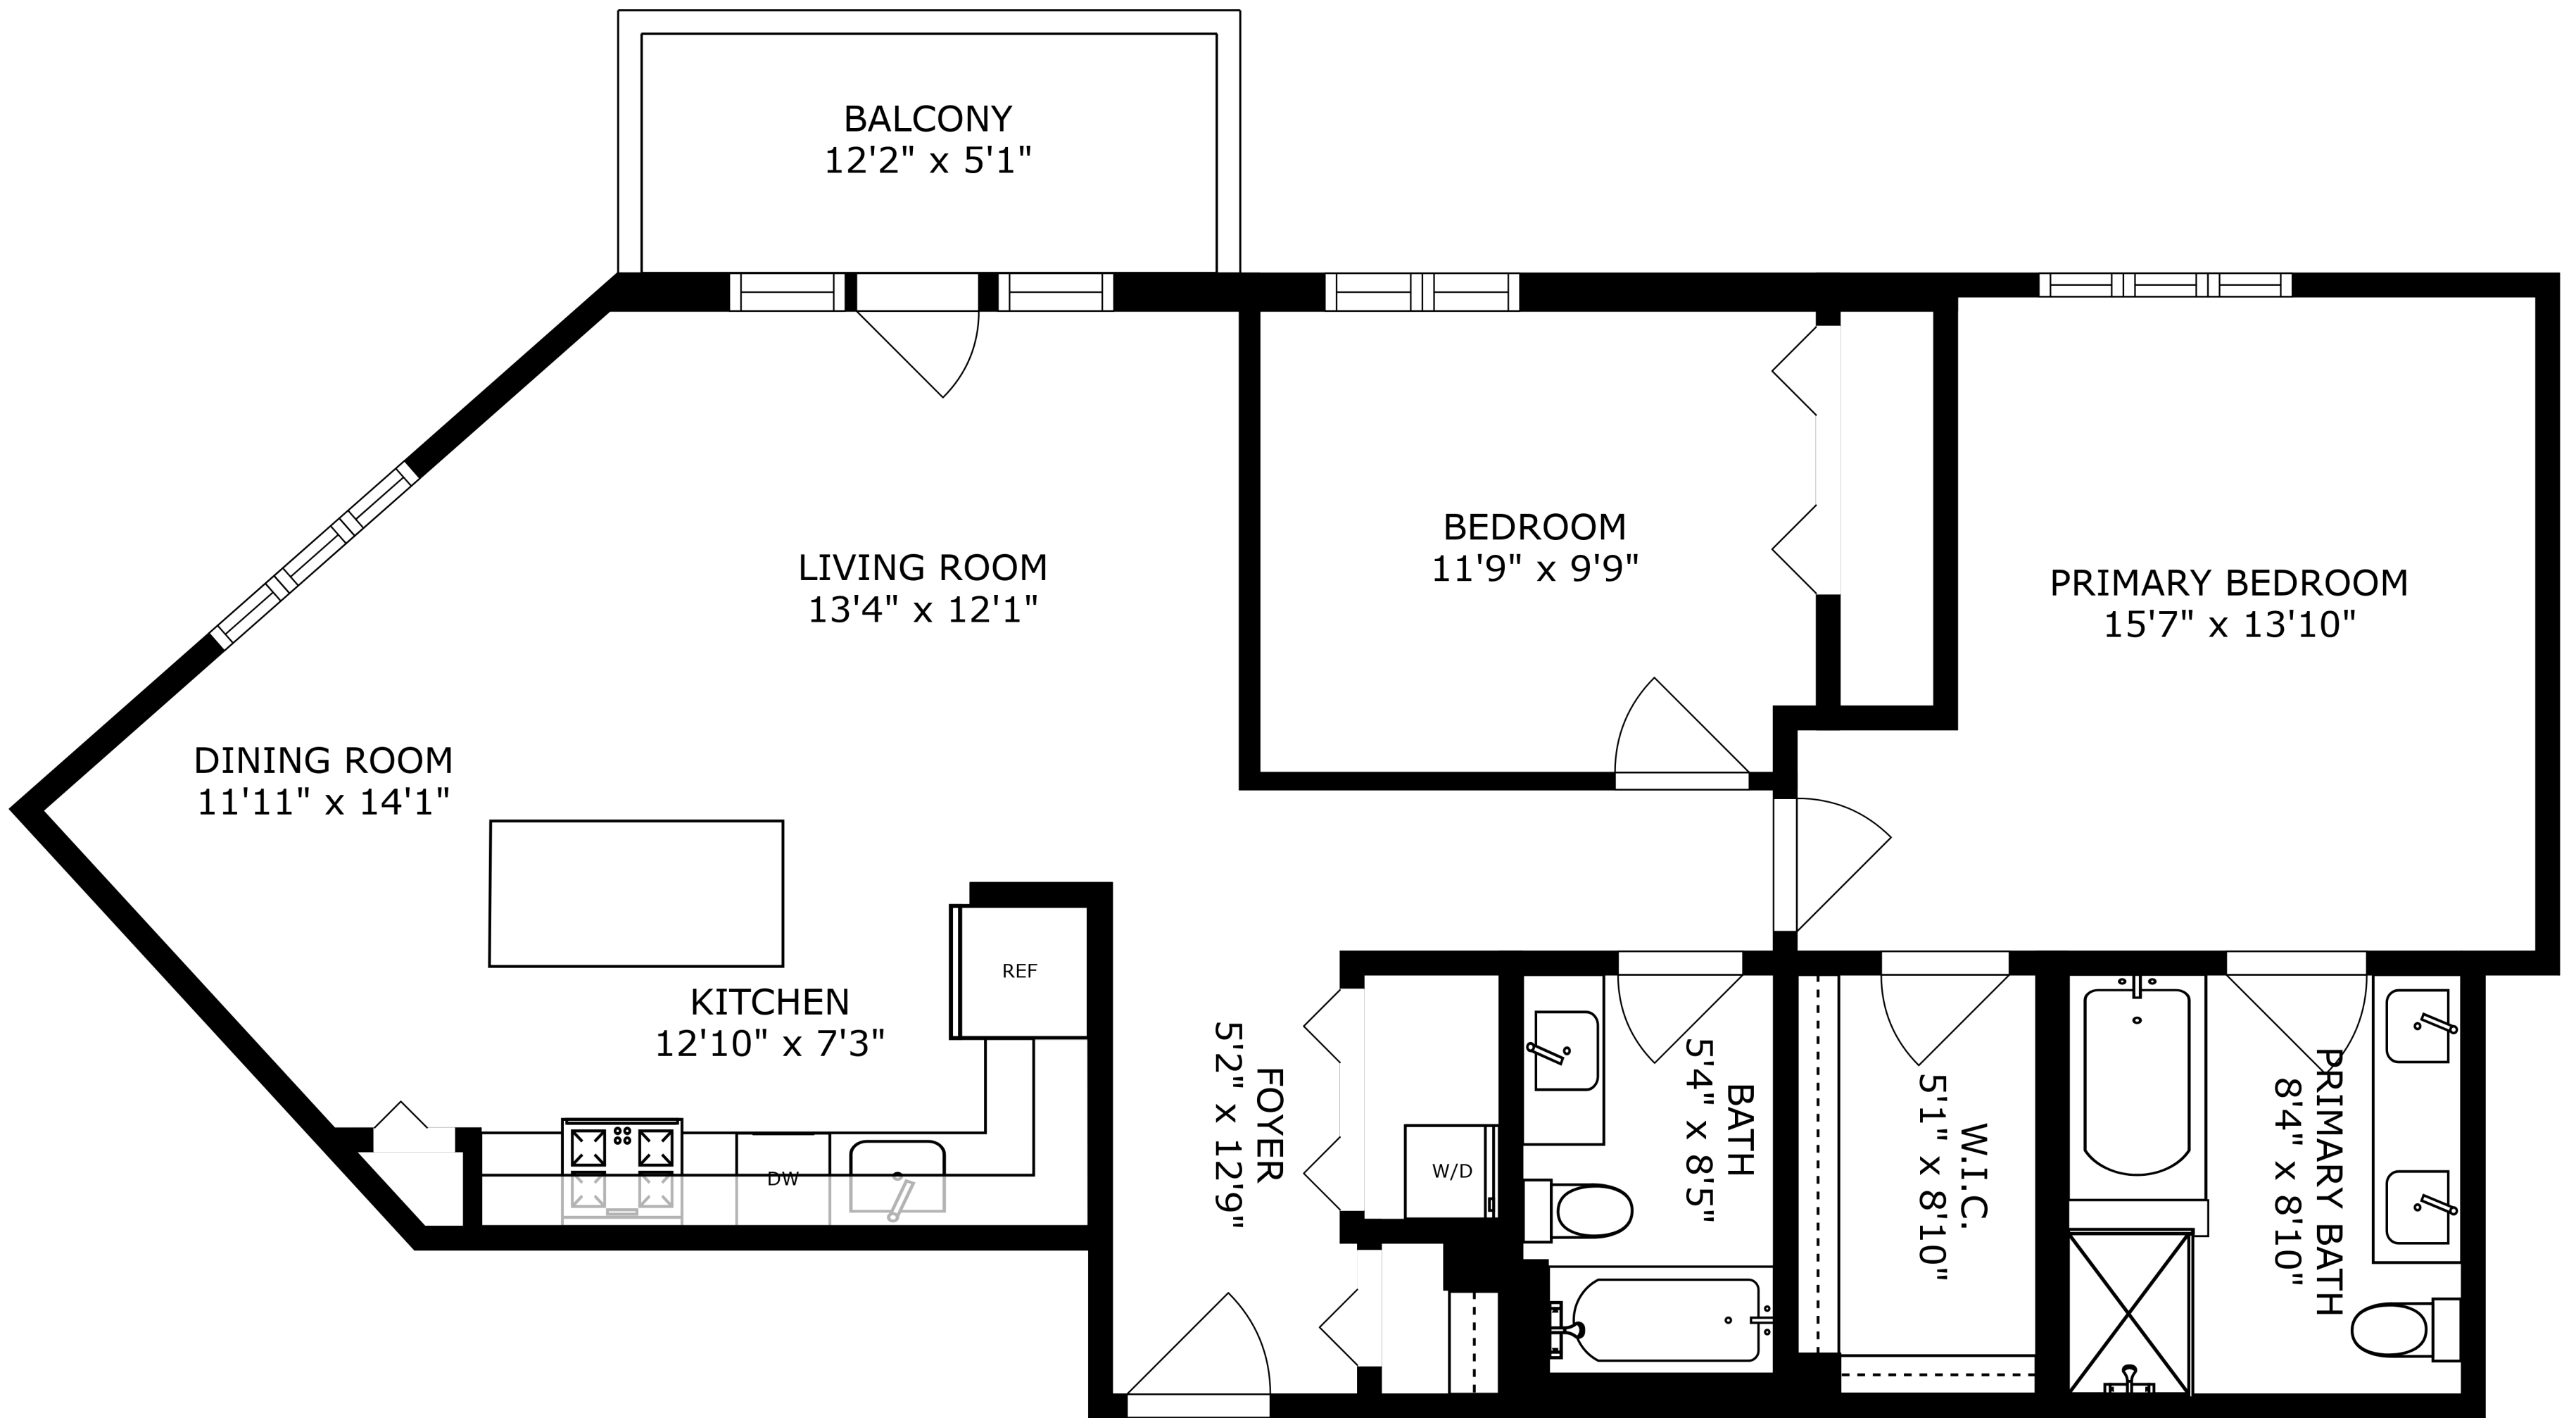 BALCONY
12'2" x 5'1"
LIVING ROOM
13'4" x 12'1"
BEDROOM
11'9" x 9'9"
PRIMARY BEDROOM
15'7" x 13'10"
DINING ROOM
11'11" x 14'1"
KITCHEN
12'10" x 7'3"
REF
DW
FOYER
5'2" x 12'9"
W/D
BATH
5'4" x 8'5"
W.I.C.
5'1" x 8'10"
PRIMARY BATH
8'4" x 8'10"